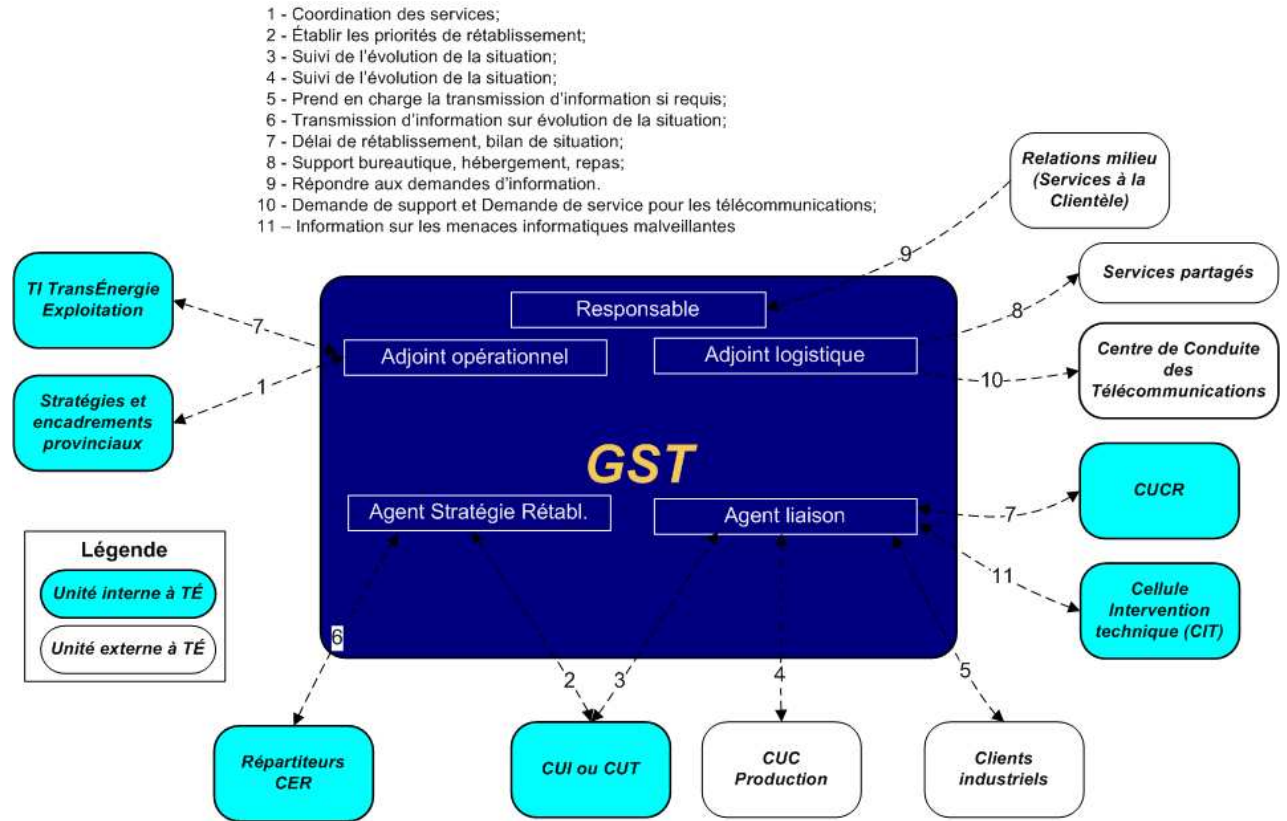 1 - Coordination des services;
2 - Établir les priorités de rétablissement;
3 - Suivi de l'évolution de la situation;
4 - Suivi de l'évolution de la situation;
5 - Prend en charge la transmission d'information si requis;
6 - Transmission d'information sur évolution de la situation;
7 - Délai de rétablissement, bilan de situation;
8 - Support bureautique, hébergement, repas;
9 - Répondre aux demandes d'information.
10 - Demande de support et Demande de service pour les télécommunications;
11 – Information sur les menaces informatiques malveillantes
Relations milieu
(Services à la
Clientèle)
9
TI TransÉnergie
Exploitation
7
Services partagés
8
Responsable
Adjoint opérationnel
Adjoint logistique
Centre de Conduite
des
Télécommunications
10
1
Stratégies et
encadrements
provinciaux
GST
CUCR
7
Agent Stratégie Rétabl.
Agent liaison
11
Cellule
Intervention
technique (CIT)
Légende
Unité interne à TÉ
Unité externe à TÉ
6
2
3
4
5
Répartiteurs
CER
CUI ou CUT
CUC
Production
Clients
industriels